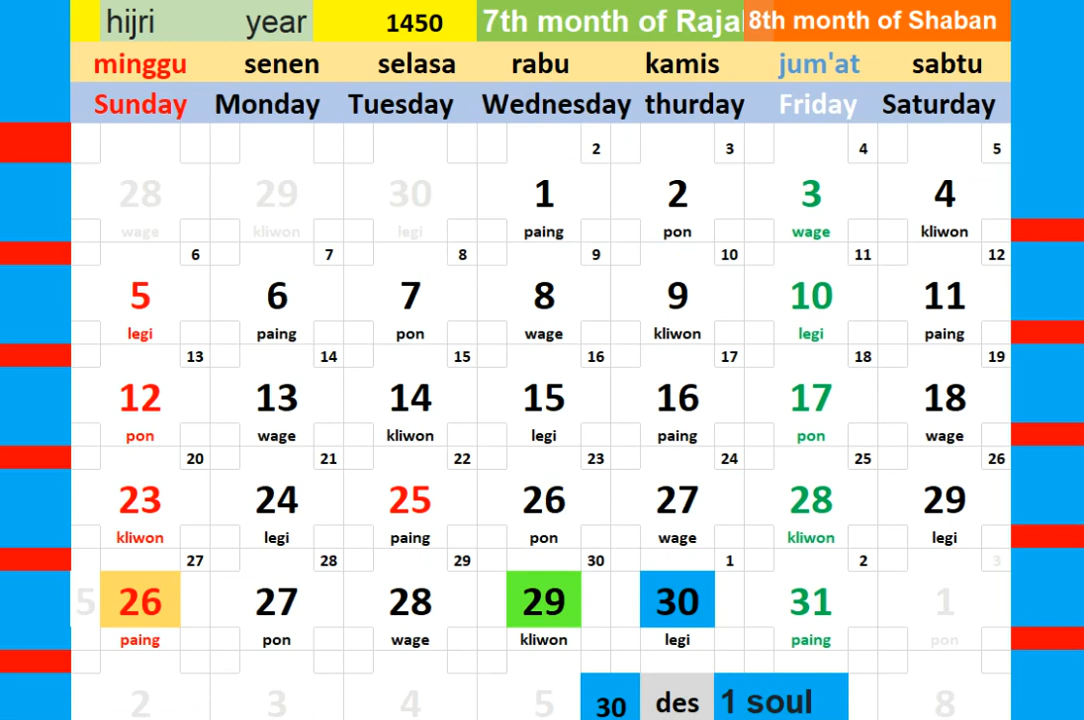 hijri year 1450 7th month of Raja 8th month of Shaban
minggu senen selasa rabu kamis jum'at sabtu
Sunday Monday Tuesday Wednesday thurday Friday Saturday
2 3 4 5
28 29 30 1 2 3 4
wage kliwon legi paing pon wage kliwon
6 7 8 9 10 11 12
5 6 7 8 9 10 11
legi paing pon wage kliwon legi paing
13 14 15 16 17 18 19
12 13 14 15 16 17 18
pon wage kliwon legi paing pon wage
20 21 22 23 24 25 26
23 24 25 26 27 28 29
kliwon legi paing pon wage kliwon legi
27 28 29 30 1 2 3
5 26 27 28 29 30 31 1
paing pon wage kliwon legi paing pon
2 3 4 5 30 des 1 soul 8